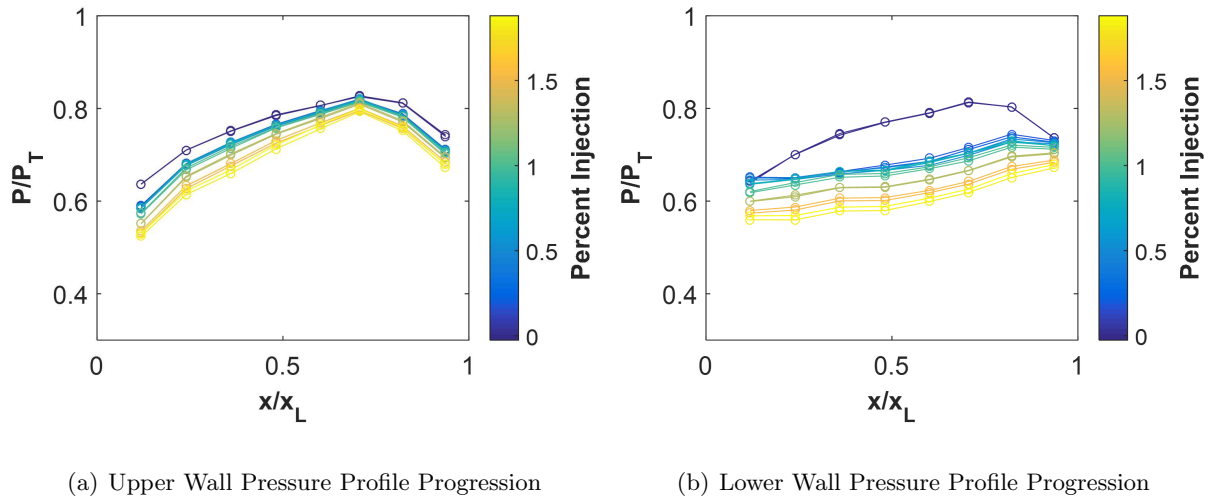 1
0.8
0.6
0.4
P/P_T
0
0.5
1
x/x_L
1.5
1
0.5
0
Percent Injection
1
0.8
0.6
0.4
P/P_T
0
0.5
1
x/x_L
1.5
1
0.5
0
Percent Injection
(a) Upper Wall Pressure Profile Progression
(b) Lower Wall Pressure Profile Progression